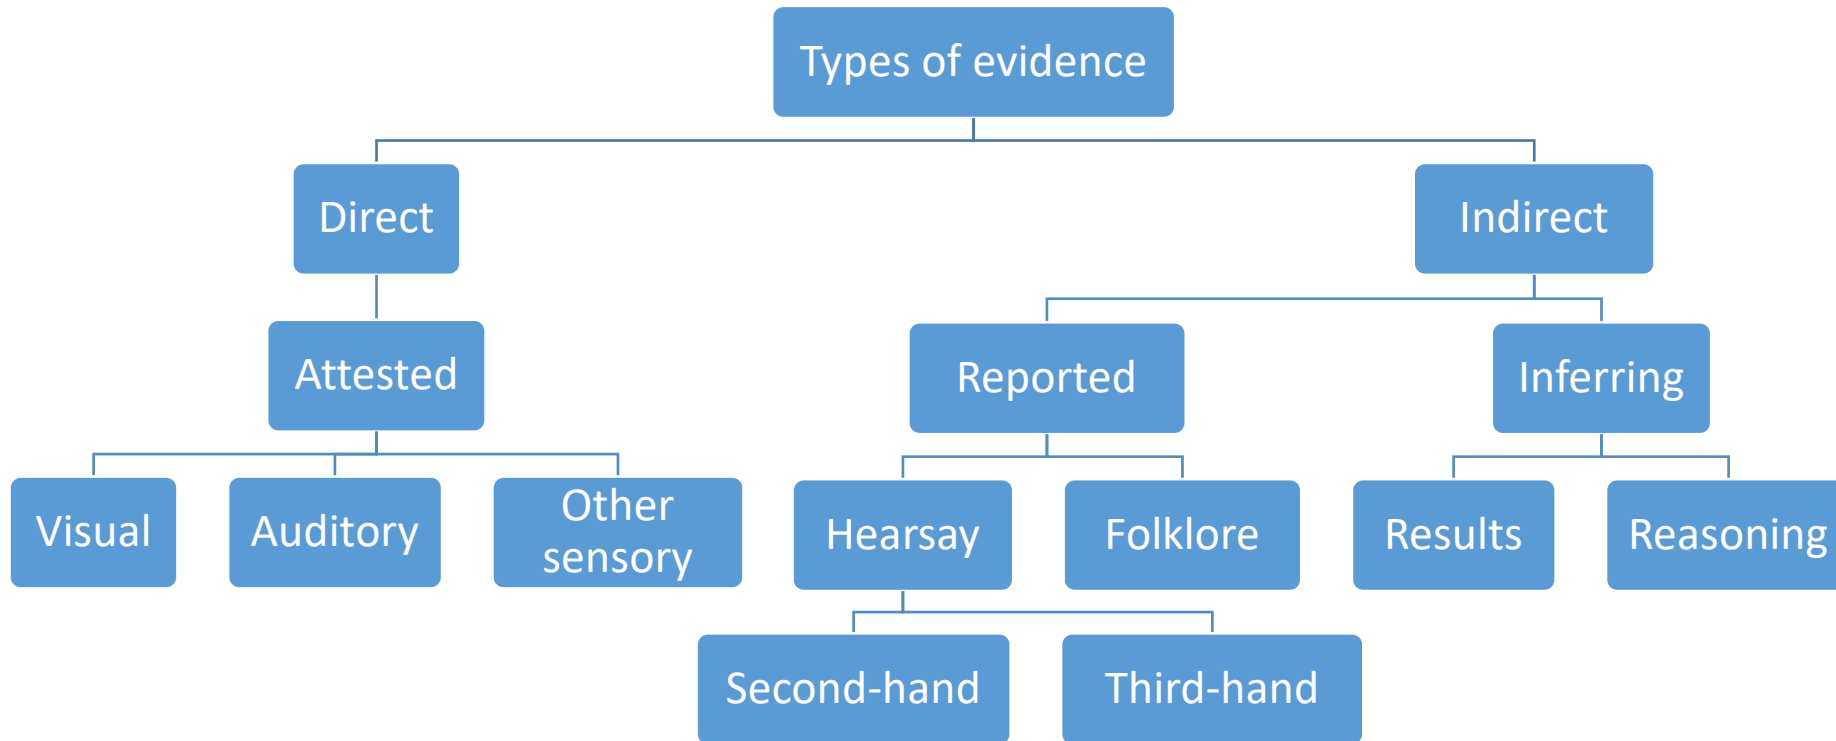 Types of evidence
Direct
Indirect
Attested
Reported
Inferring
Visual
Auditory
Other
sensory
Hearsay
Folklore
Results
Reasoning
Second-hand
Third-hand